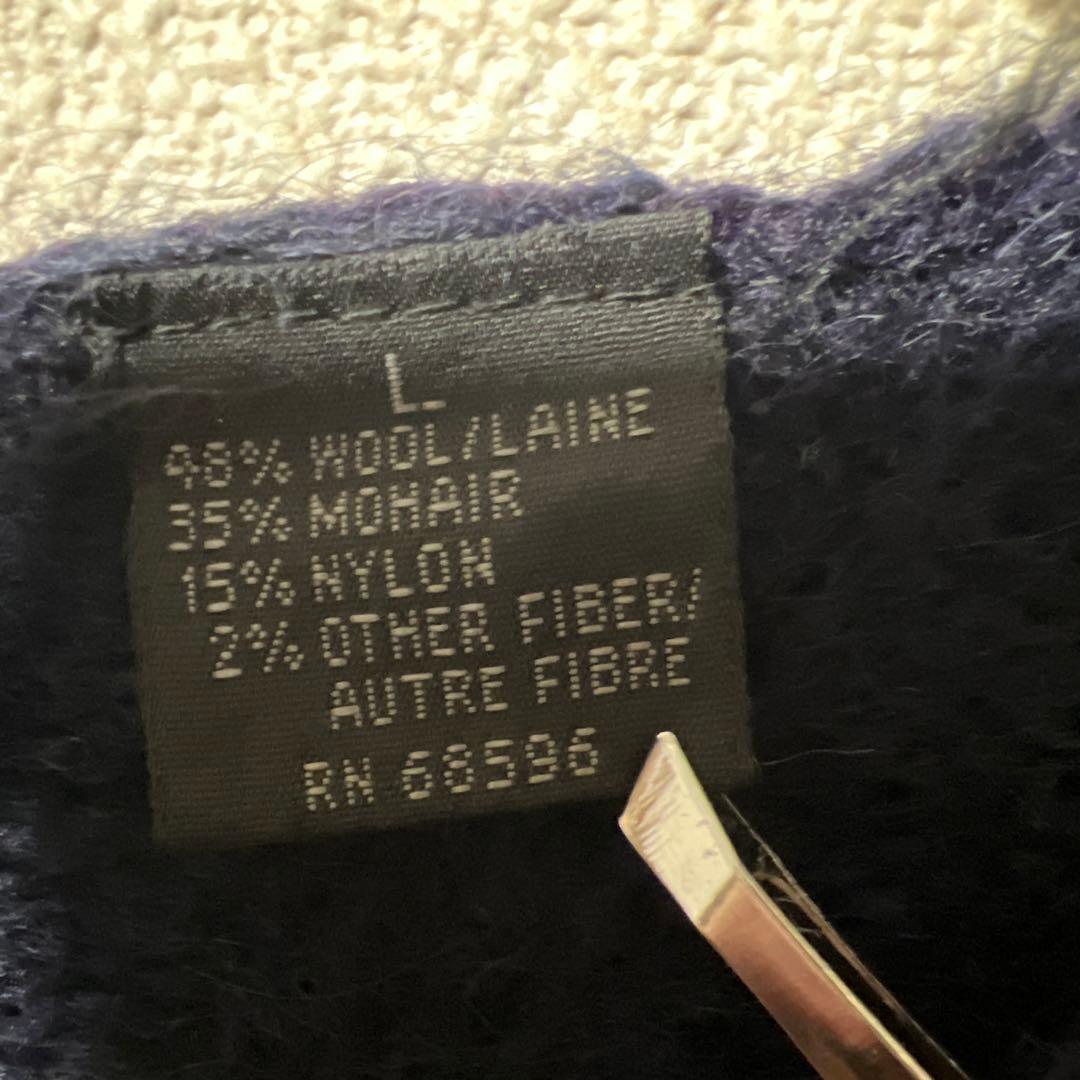 L
48% WOOL/LAINE
35% MOHAIR
15% NYLON
2% OTHER FIBER/
AUTRE FIBRE
RN 68596